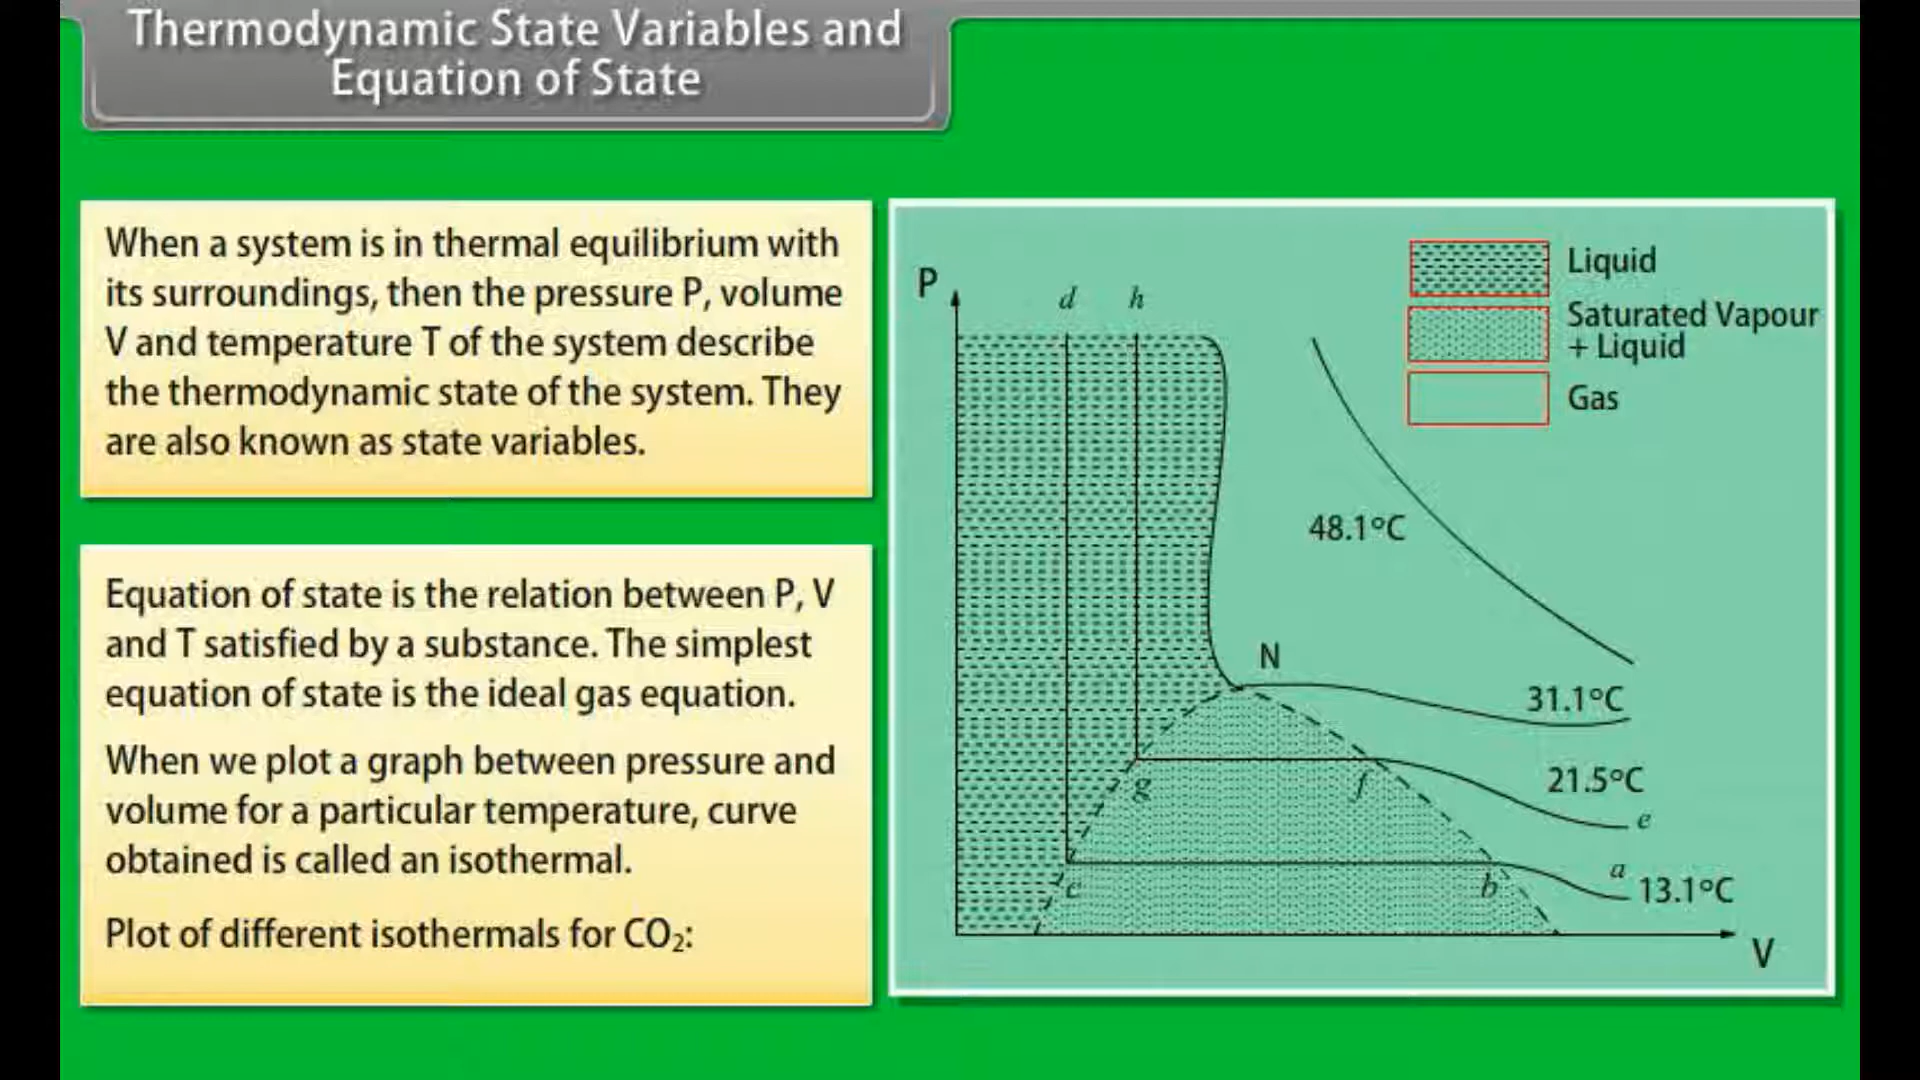 Thermodynamic State Variables and
Equation of State
When a system is in thermal equilibrium with
its surroundings, then the pressure P, volume
V and temperature T of the system describe
the thermodynamic state of the system. They
are also known as state variables.
Equation of state is the relation between P, V
and T satisfied by a substance. The simplest
equation of state is the ideal gas equation.
When we plot a graph between pressure and
volume for a particular temperature, curve
obtained is called an isothermal.
Plot of different isothermals for CO₂:
P
d
h
Liquid
Saturated Vapour
+ Liquid
Gas
48.1°C
N
31.1°C
g
f
21.5°C
e
c
b
a
13.1°C
V